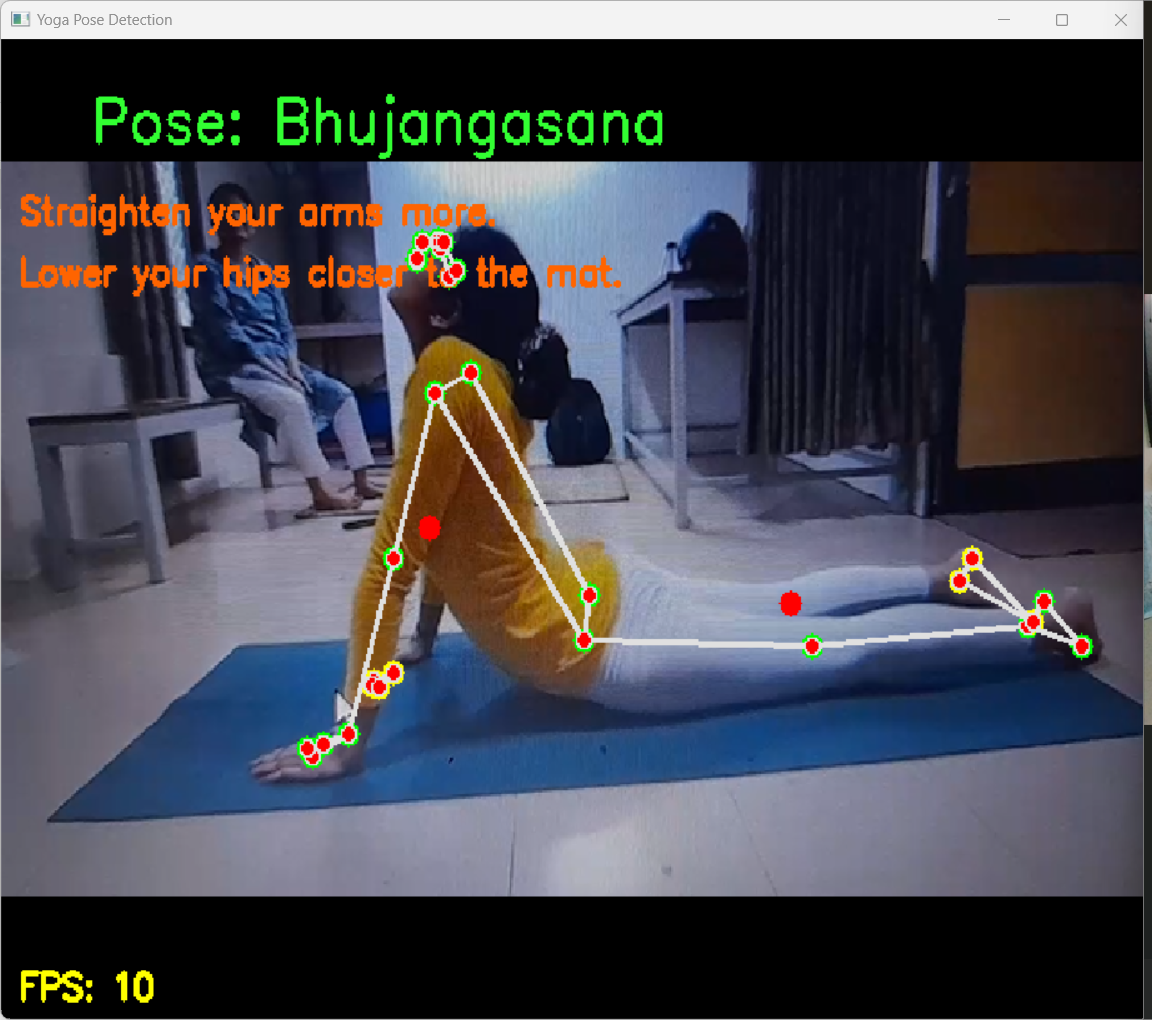 Yoga Pose Detection
Pose: Bhujangasana
Straighten your arms more.
Lower your hips closer to the mat.
FPS: 10